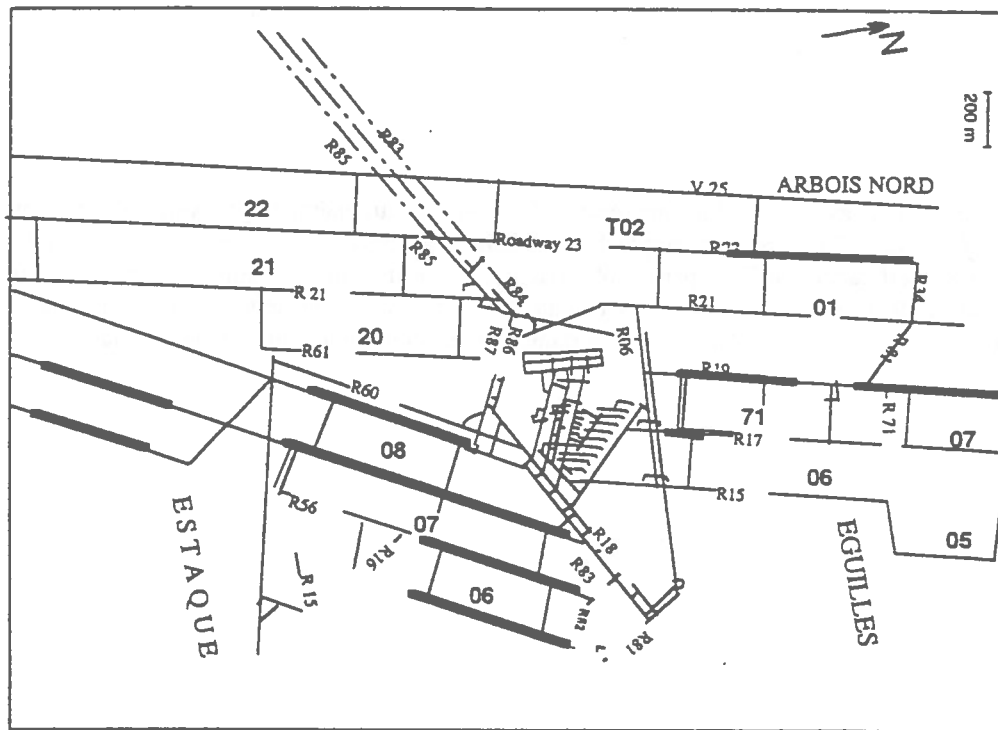 N
200 m
R83
R85
V 25
ARBOIS NORD
22
T02
Roadway 23
R85
21
R 21
R84
R21
01
R34
R86
R87
R06
20
R61
R19
R60
71
R 71
07
R17
08
06
R15
R56
07
R18
05
R16
R83
ESTAQUE
R 15
06
EGUILLES
R81